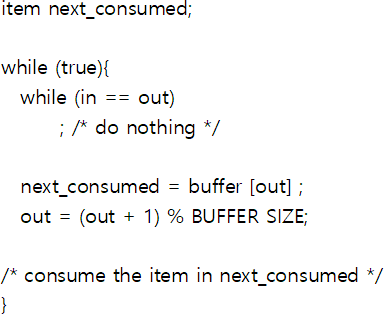 item next_consumed;
while (true){
while (in == out)
; /* do nothing */
next_consumed = buffer [out] ;
out = (out + 1) % BUFFER SIZE;
/* consume the item in next_consumed */
}